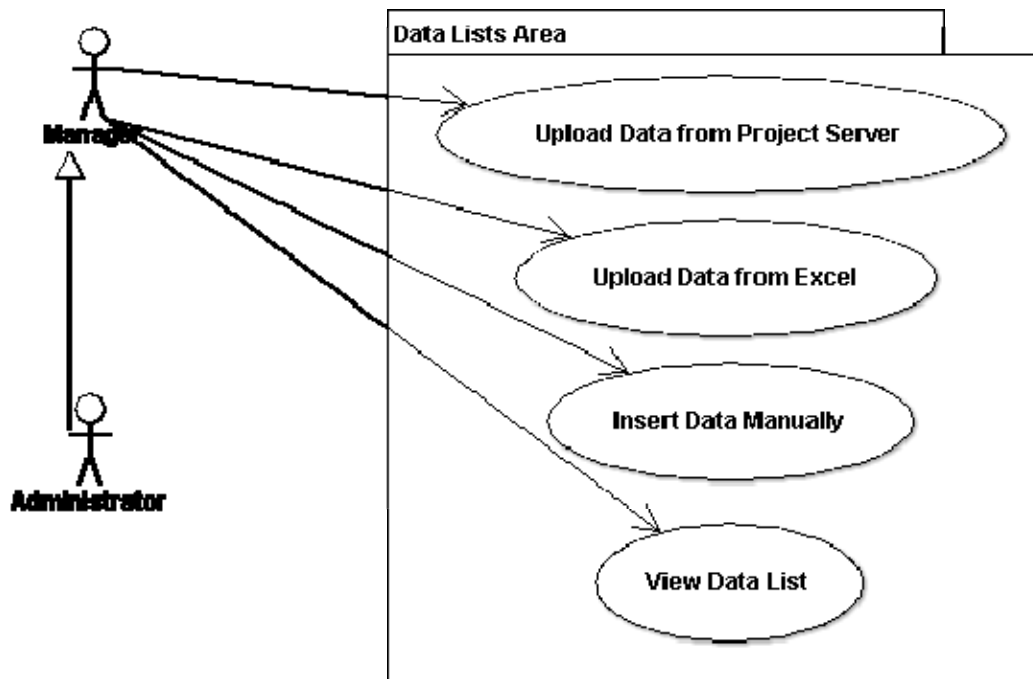 Data Lists Area
Manager
Upload Data from Project Server
Upload Data from Excel
Insert Data Manually
Administrator
View Data List